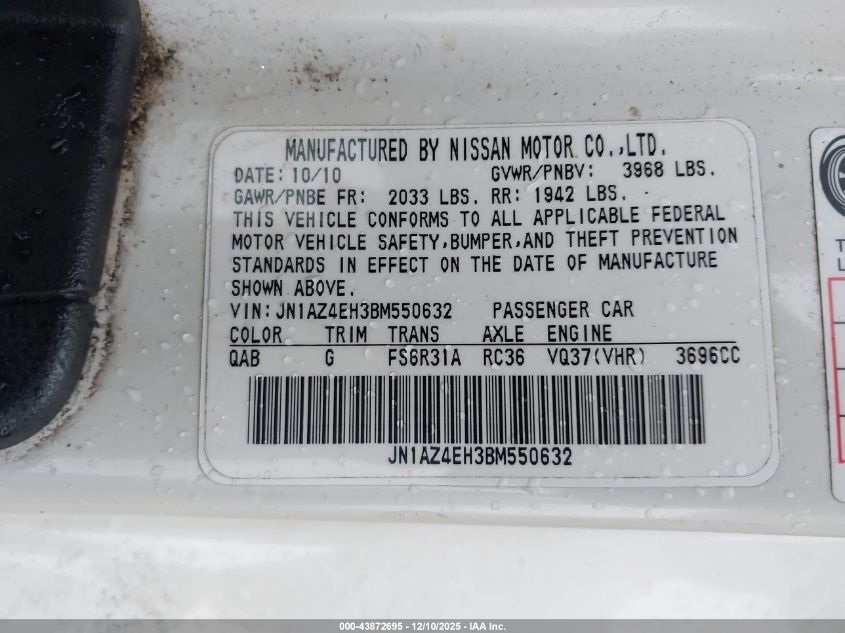 MANUFACTURED BY NISSAN MOTOR CO.,LTD.
DATE: 10/10 GVWR/PNBV: 3968 LBS.
GAWR/PNBE FR: 2033 LBS. RR: 1942 LBS.
THIS VEHICLE CONFORMS TO ALL APPLICABLE FEDERAL
MOTOR VEHICLE SAFETY,BUMPER,AND THEFT PREVENTION
STANDARDS IN EFFECT ON THE DATE OF MANUFACTURE
SHOWN ABOVE.
VIN: JN1AZ4EH3BM550632 PASSENGER CAR
COLOR TRIM TRANS AXLE ENGINE
QAB G FS6R31A RC36 VQ37(VHR) 3696CC
JN1AZ4EH3BM550632
000-43872695 - 12/10/2025 - IAA Inc.